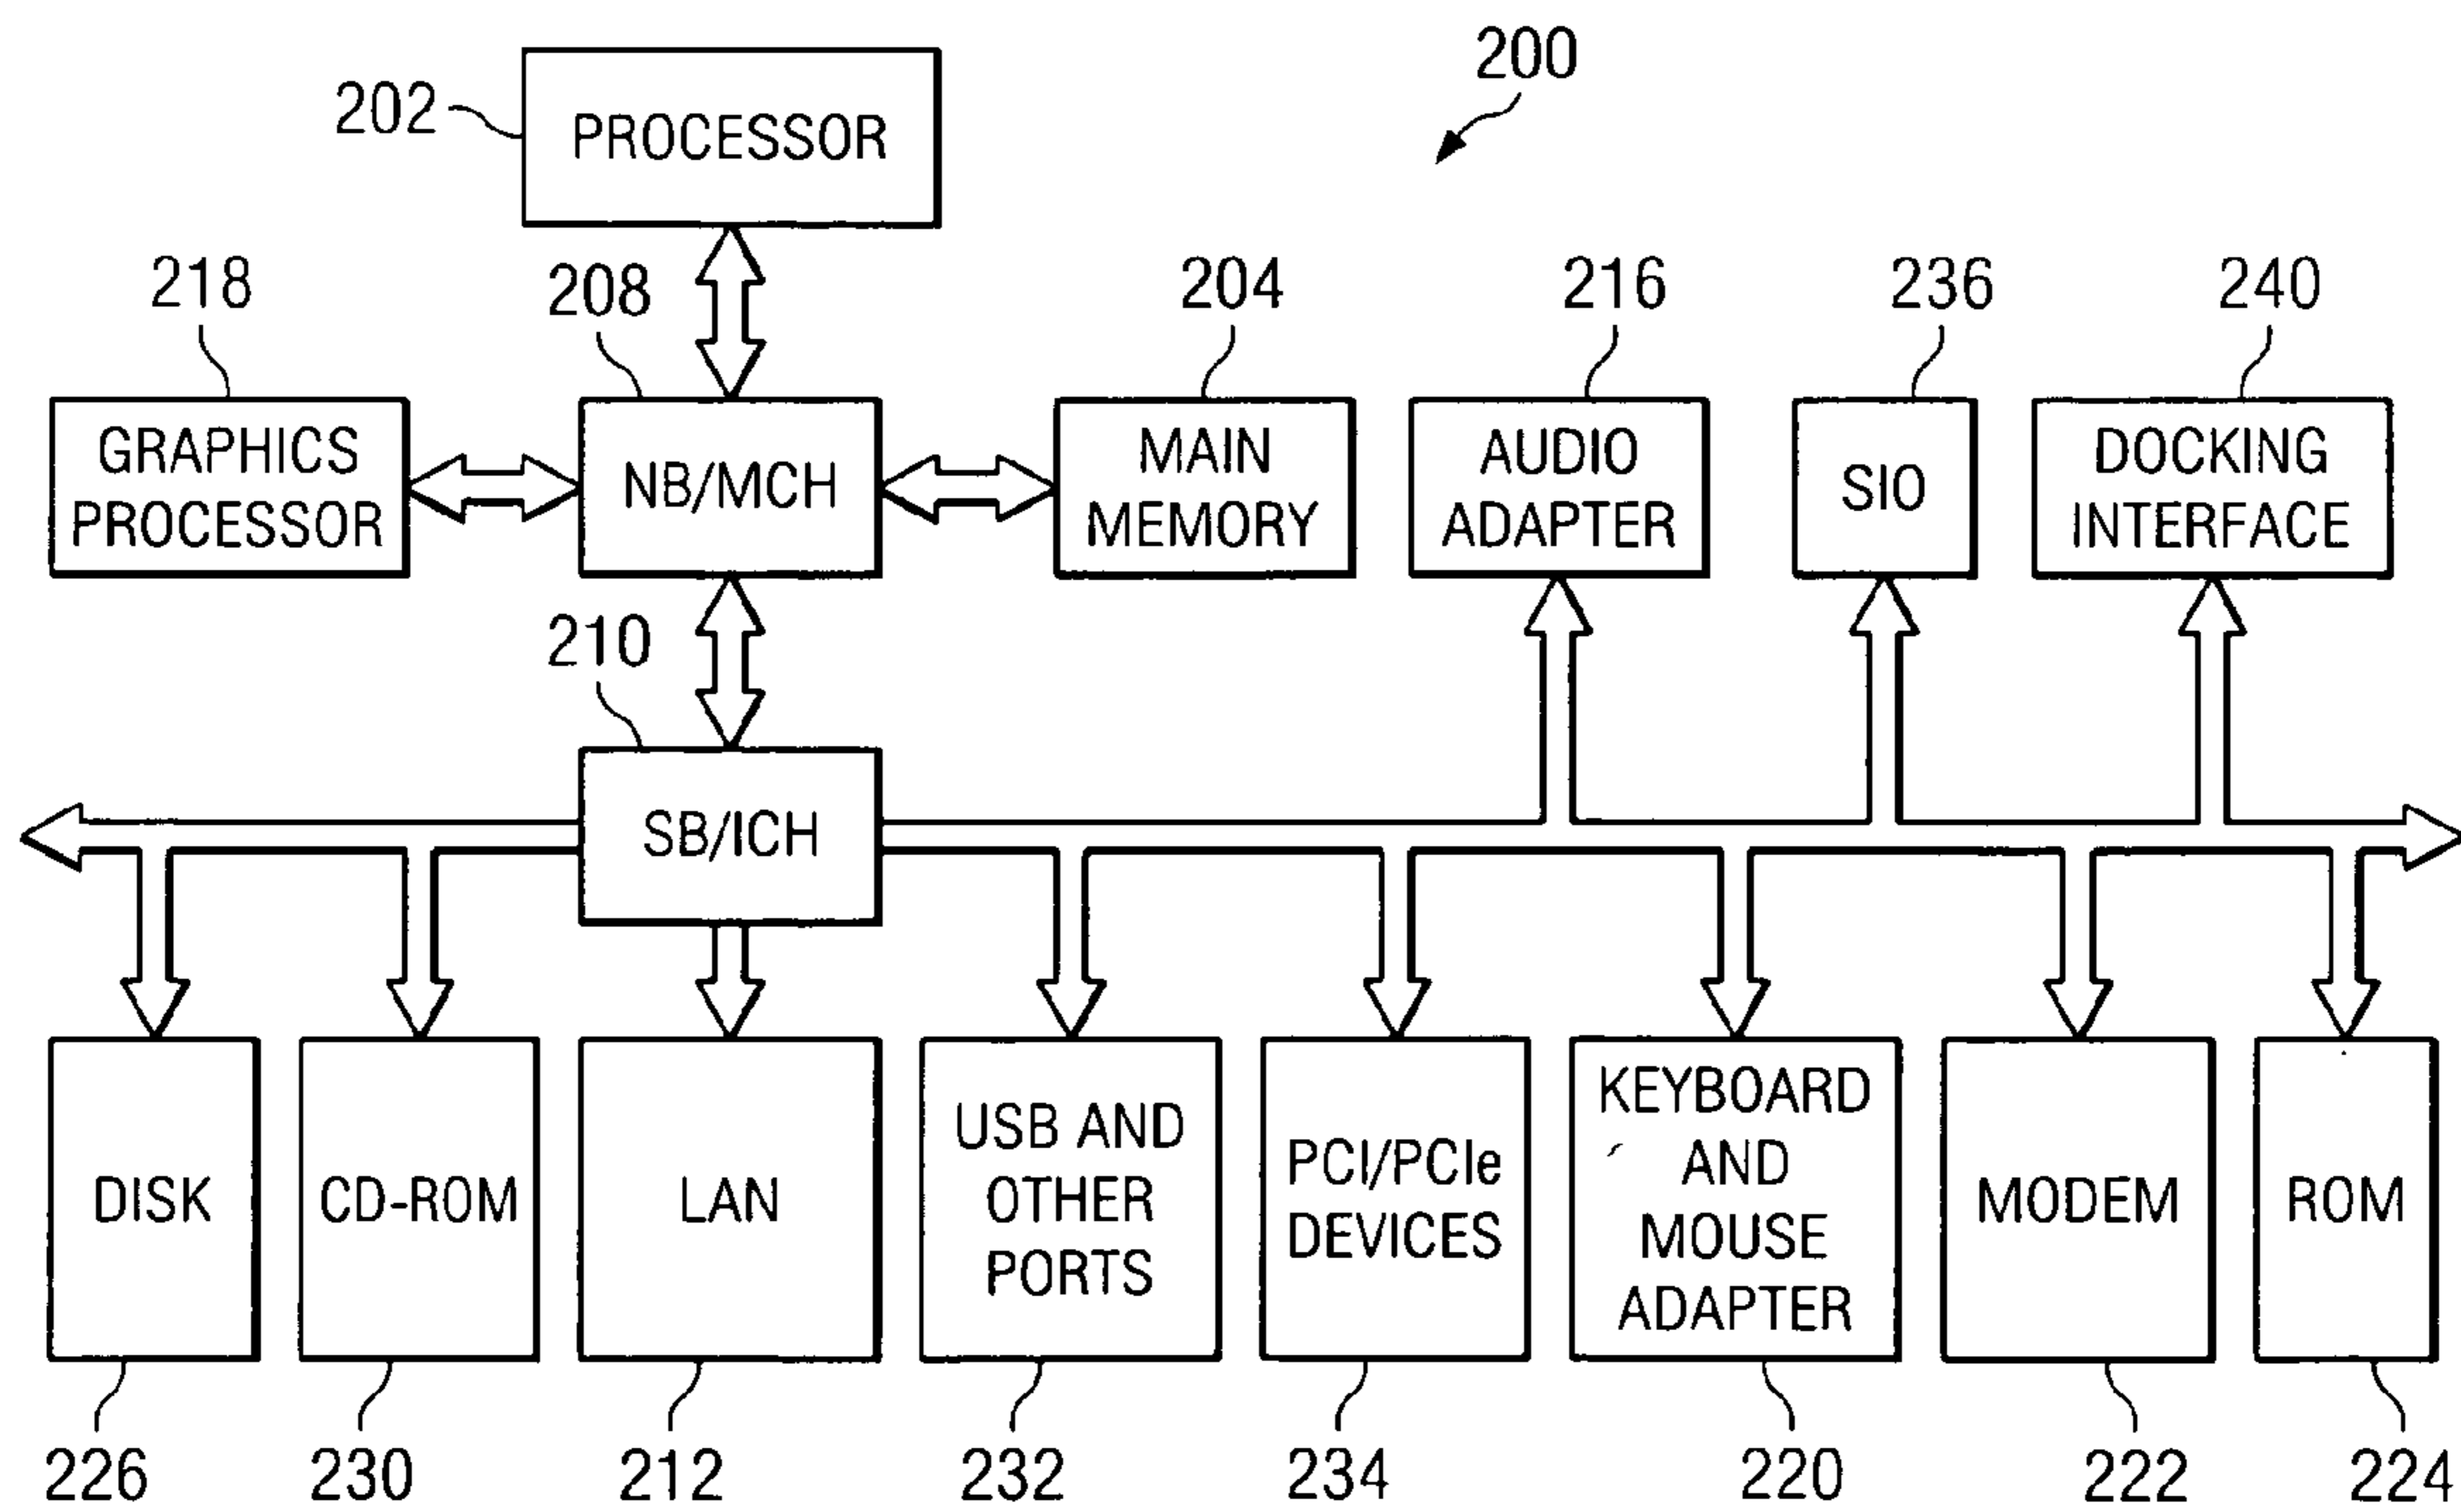 200
202
PROCESSOR
218
208
204
216
236
240
GRAPHICS
PROCESSOR
NB/MCH
MAIN
MEMORY
AUDIO
ADAPTER
SIO
DOCKING
INTERFACE
210
SB/ICH
DISK
CD-ROM
LAN
USB AND
OTHER
PORTS
PCI/PCIe
DEVICES
KEYBOARD
AND
MOUSE
ADAPTER
MODEM
ROM
226
230
212
232
234
220
222
224